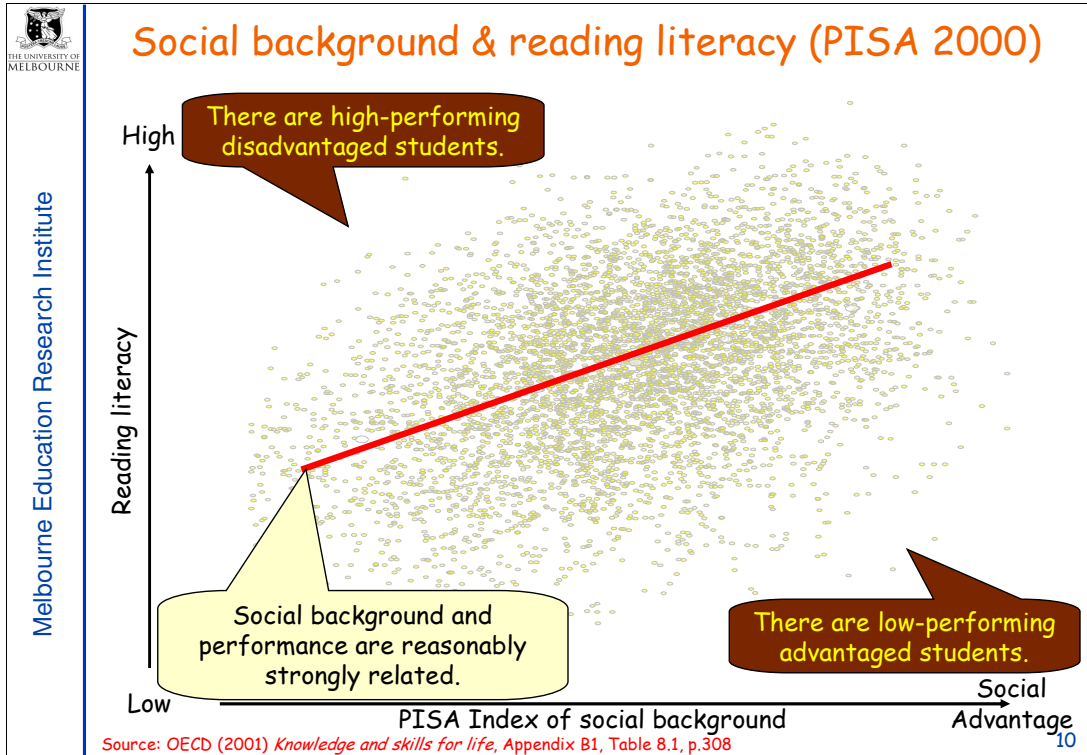 THE UNIVERSITY OF
MELBOURNE
Melbourne Education Research Institute
Social background & reading literacy (PISA 2000)
There are high-performing
disadvantaged students.
High
Reading literacy
Social background and
performance are reasonably
strongly related.
There are low-performing
advantaged students.
Low
PISA Index of social background
Social
Advantage
Source: OECD (2001) Knowledge and skills for life, Appendix B1, Table 8.1, p.308
10